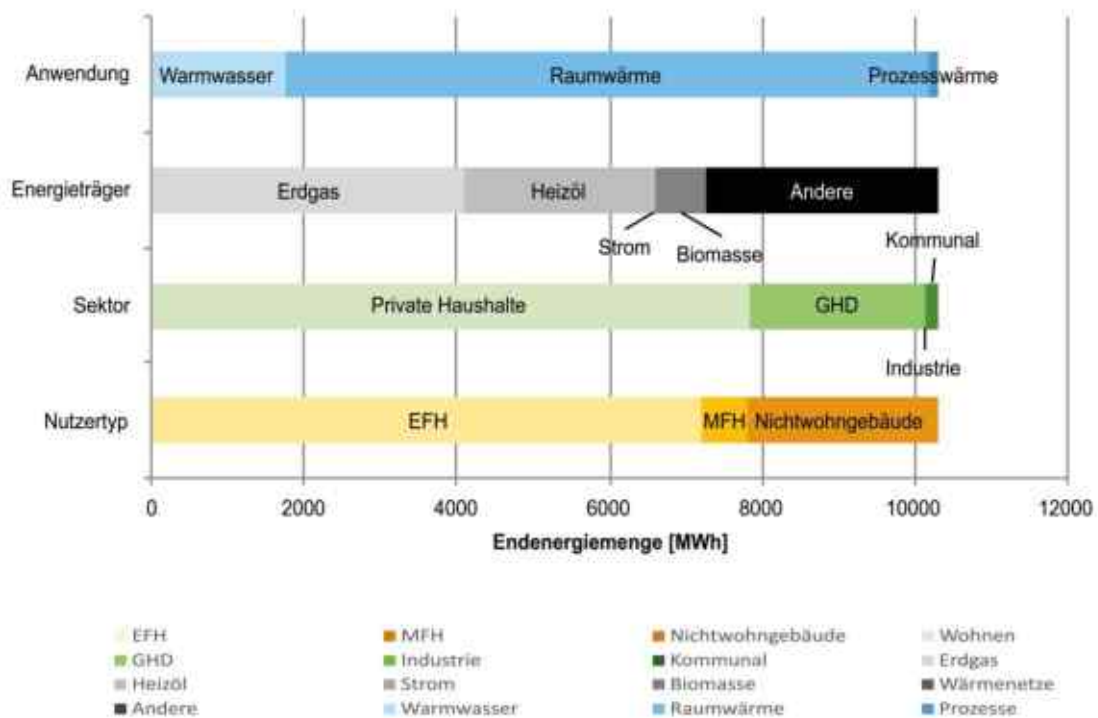 Anwendung Warmwasser Raumwärme Prozesswärme
Energieträger Erdgas Heizöl Andere
Strom Biomasse Kommunal
Sektor Private Haushalte GHD
Industrie
Nutzertyp EFH MFH Nichtwohngebäude
0 2000 4000 6000 8000 10000 12000
Endenergiemenge [MWh]
EFH MFH Nichtwohngebäude Wohnen
GHD Industrie Kommunal Erdgas
Heizöl Strom Biomasse Wärmenetze
Andere Warmwasser Raumwärme Prozesse